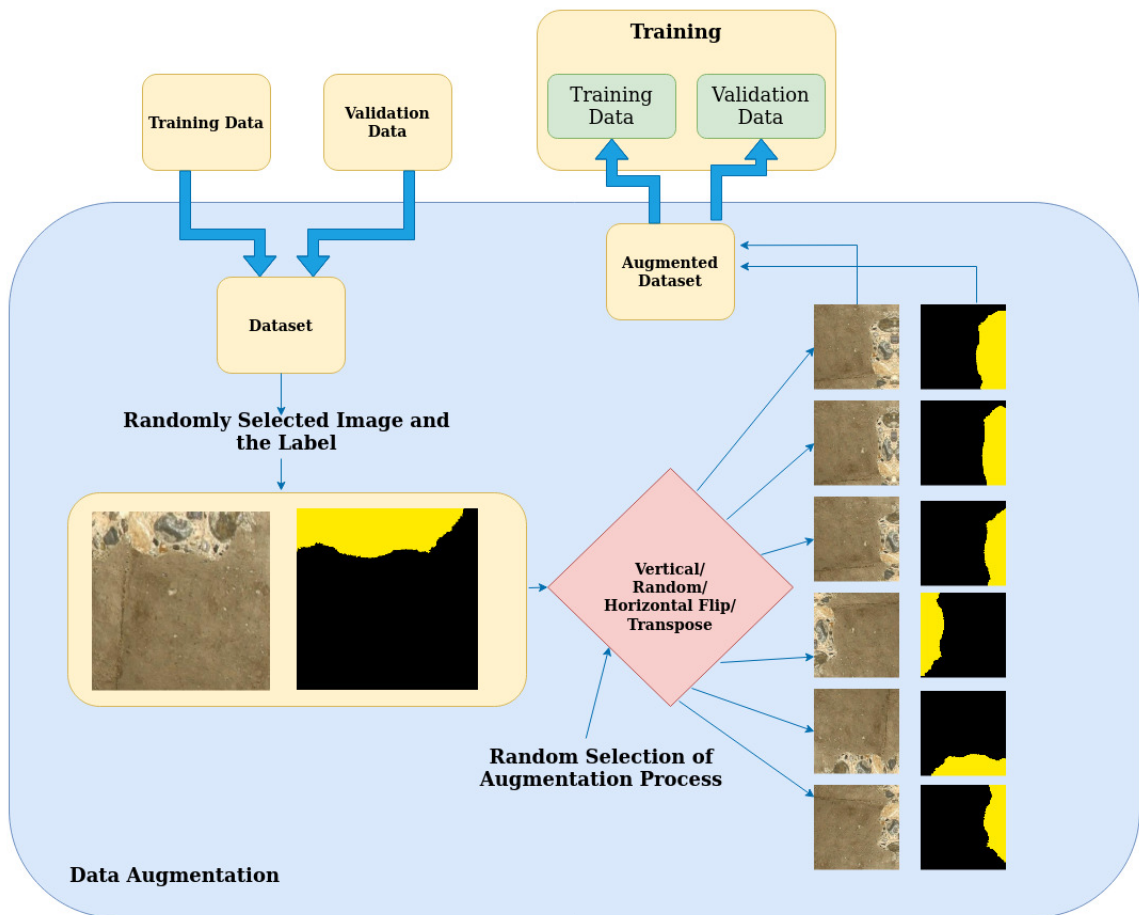 Training
Training Data
Validation
Data
Training
Data
Validation
Data
Augmented
Dataset
Dataset
Randomly Selected Image and
the Label
Vertical/
Random/
Horizontal Flip/
Transpose
Random Selection of
Augmentation Process
Data Augmentation